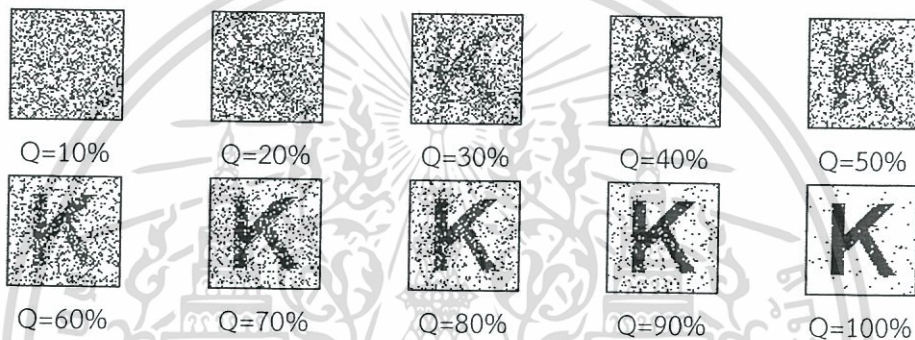 Q=10% Q=20% Q=30% Q=40% Q=50%
K K K K K K K K
Q=60% Q=70% Q=80% Q=90% Q=100%